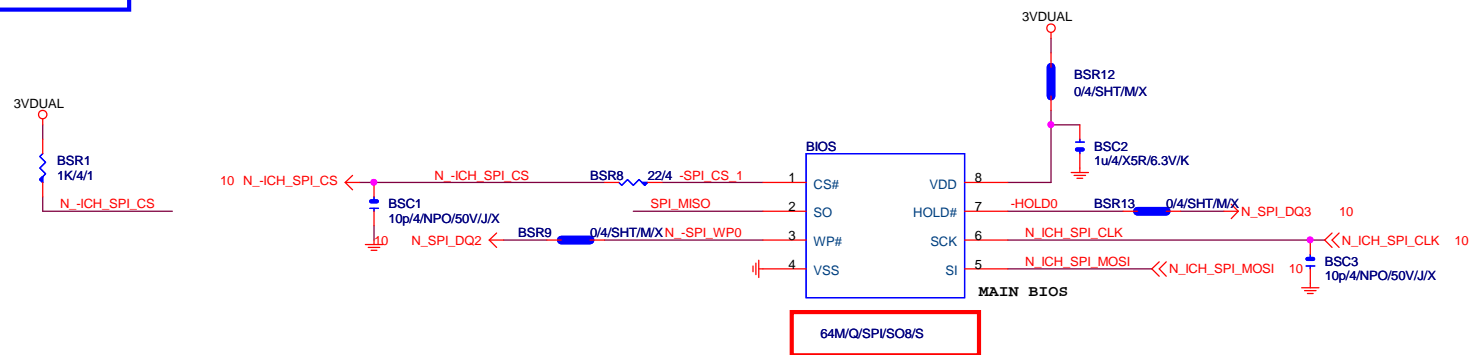 3VDUAL
BSR12
0/4/SHT/M/X
3VDUAL
BSR1
1K/4/1
N_-ICH_SPI_CS
BSC2
1u/4/X5R/6.3V/K
BIOS
10 N_-ICH_SPI_CS
N_-ICH_SPI_CS
BSR8 22/4 -SPI_CS_1
1 CS#
VDD 8
BSC1
10p/4/NPO/50V/J/X
SPI_MISO
2 SO
HOLD# 7
-HOLD0
BSR13 0/4/SHT/M/X
N_SPI_DQ3 10
10 N_SPI_DQ2
BSR9 0/4/SHT/M/X N_-SPI_WP0
3 WP#
SCK 6
N_ICH_SPI_CLK
N_ICH_SPI_CLK 10
4 VSS
SI 5
N_ICH_SPI_MOSI
N_ICH_SPI_MOSI 10
BSC3
10p/4/NPO/50V/J/X
MAIN BIOS
64M/Q/SPI/SO8/S